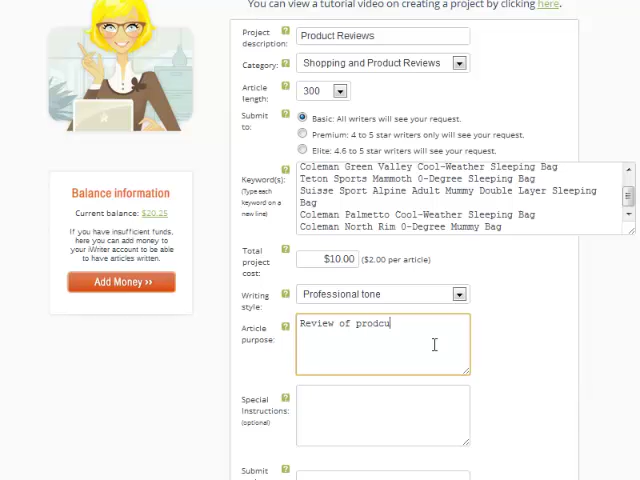 You can view a tutorial video on creating a project by clicking here.
Project description: ? Product Reviews
Category: ? Shopping and Product Reviews
Article length: ? 300
Submit to: ? Basic: All writers will see your request.
Premium: 4 to 5 star writers only will see your request.
Elite: 4.6 to 5 star writers will see your request.
Keyword(s): ?
(Type each keyword on a new line)
Coleman Green Valley Cool-Weather Sleeping Bag
Teton Sports Mammoth 0-Degree Sleeping Bag
Suisse Sport Alpine Adult Mummy Double Layer Sleeping
Bag
Coleman Palmetto Cool-Weather Sleeping Bag
Coleman North Rim 0-Degree Mummy Bag
Total project cost: ? $10.00 ($2.00 per article)
Writing style: ? Professional tone
Article purpose: ? Review of prodcu
Special Instructions: ?
(optional)
Submit ?
Balance information
Current balance: $20.25
If you have insufficient funds,
here you can add money to
your iWriter account to be able
to have articles written.
Add Money >>